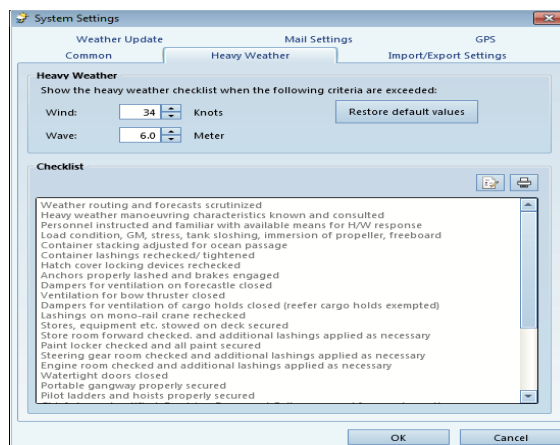 System Settings
Weather Update Mail Settings GPS
Common Heavy Weather Import/Export Settings
Heavy Weather
Show the heavy weather checklist when the following criteria are exceeded:
Wind: 34 Knots Restore default values
Wave: 6.0 Meter
Checklist
Weather routing and forecasts scrutinized
Heavy weather manoeuvring characteristics known and consulted
Personnel instructed and familiar with available means for H/W response
Load condition, GM, stress, tank sloshing, immersion of propeller, freeboard
Container stacking adjusted for ocean passage
Container lashings rechecked/ tightened
Hatch cover locking devices rechecked
Anchors properly lashed and brakes engaged
Dampers for ventilation on forecastle closed
Ventilation for bow thruster closed
Dampers for ventilation of cargo holds closed (reefer cargo holds exempted)
Lashings on mono-rail crane rechecked
Stores, equipment etc. stowed on deck secured
Store room forward checked. and additional lashings applied as necessary
Paint locker checked and all paint secured
Steering gear room checked and additional lashings applied as necessary
Engine room checked and additional lashings applied as necessary
Watertight doors closed
Portable gangway properly secured
Pilot ladders and hoists properly secured
OK Cancel